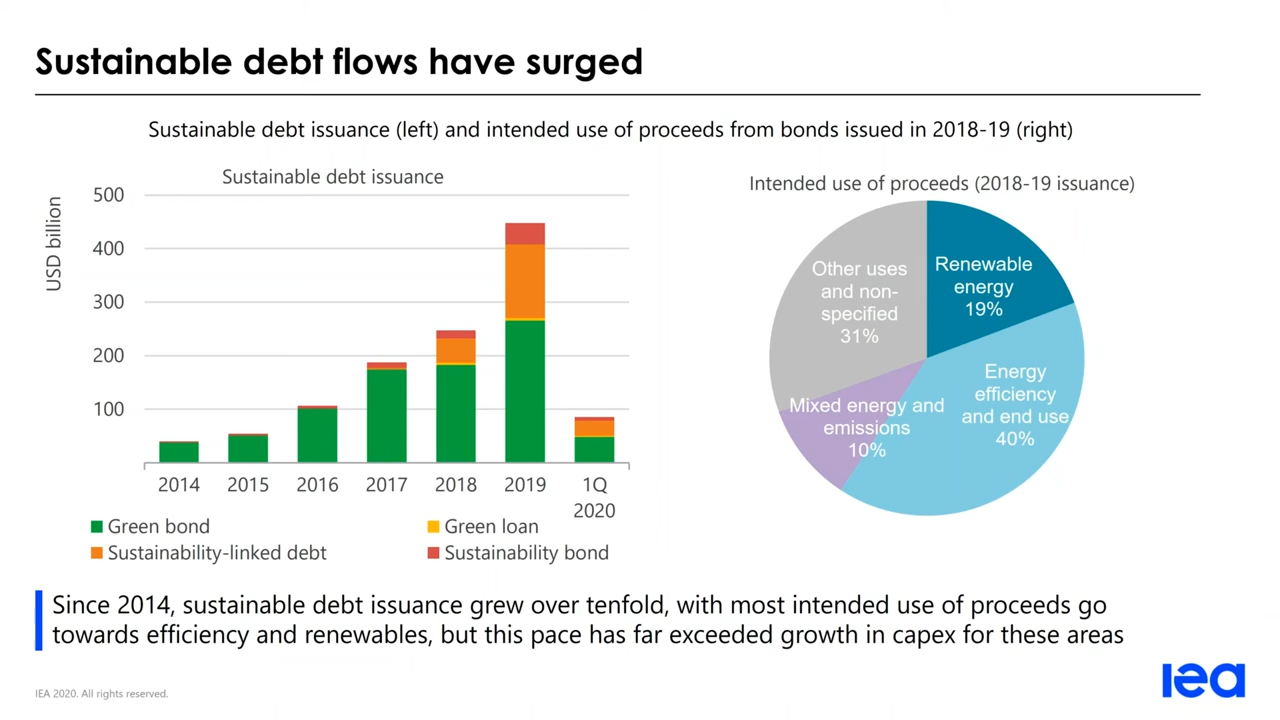 Sustainable debt flows have surged
Sustainable debt issuance (left) and intended use of proceeds from bonds issued in 2018-19 (right)
Sustainable debt issuance
USD billion
500
400
300
200
100
2014 2015 2016 2017 2018 2019 1Q
2020
Green bond Green loan
Sustainability-linked debt Sustainability bond
Intended use of proceeds (2018-19 issuance)
Renewable
energy
19%
Energy
efficiency
and end use
40%
Mixed energy and
emissions
10%
Other uses
and non-
specified
31%
Since 2014, sustainable debt issuance grew over tenfold, with most intended use of proceeds go
towards efficiency and renewables, but this pace has far exceeded growth in capex for these areas
IEA 2020. All rights reserved.
iea